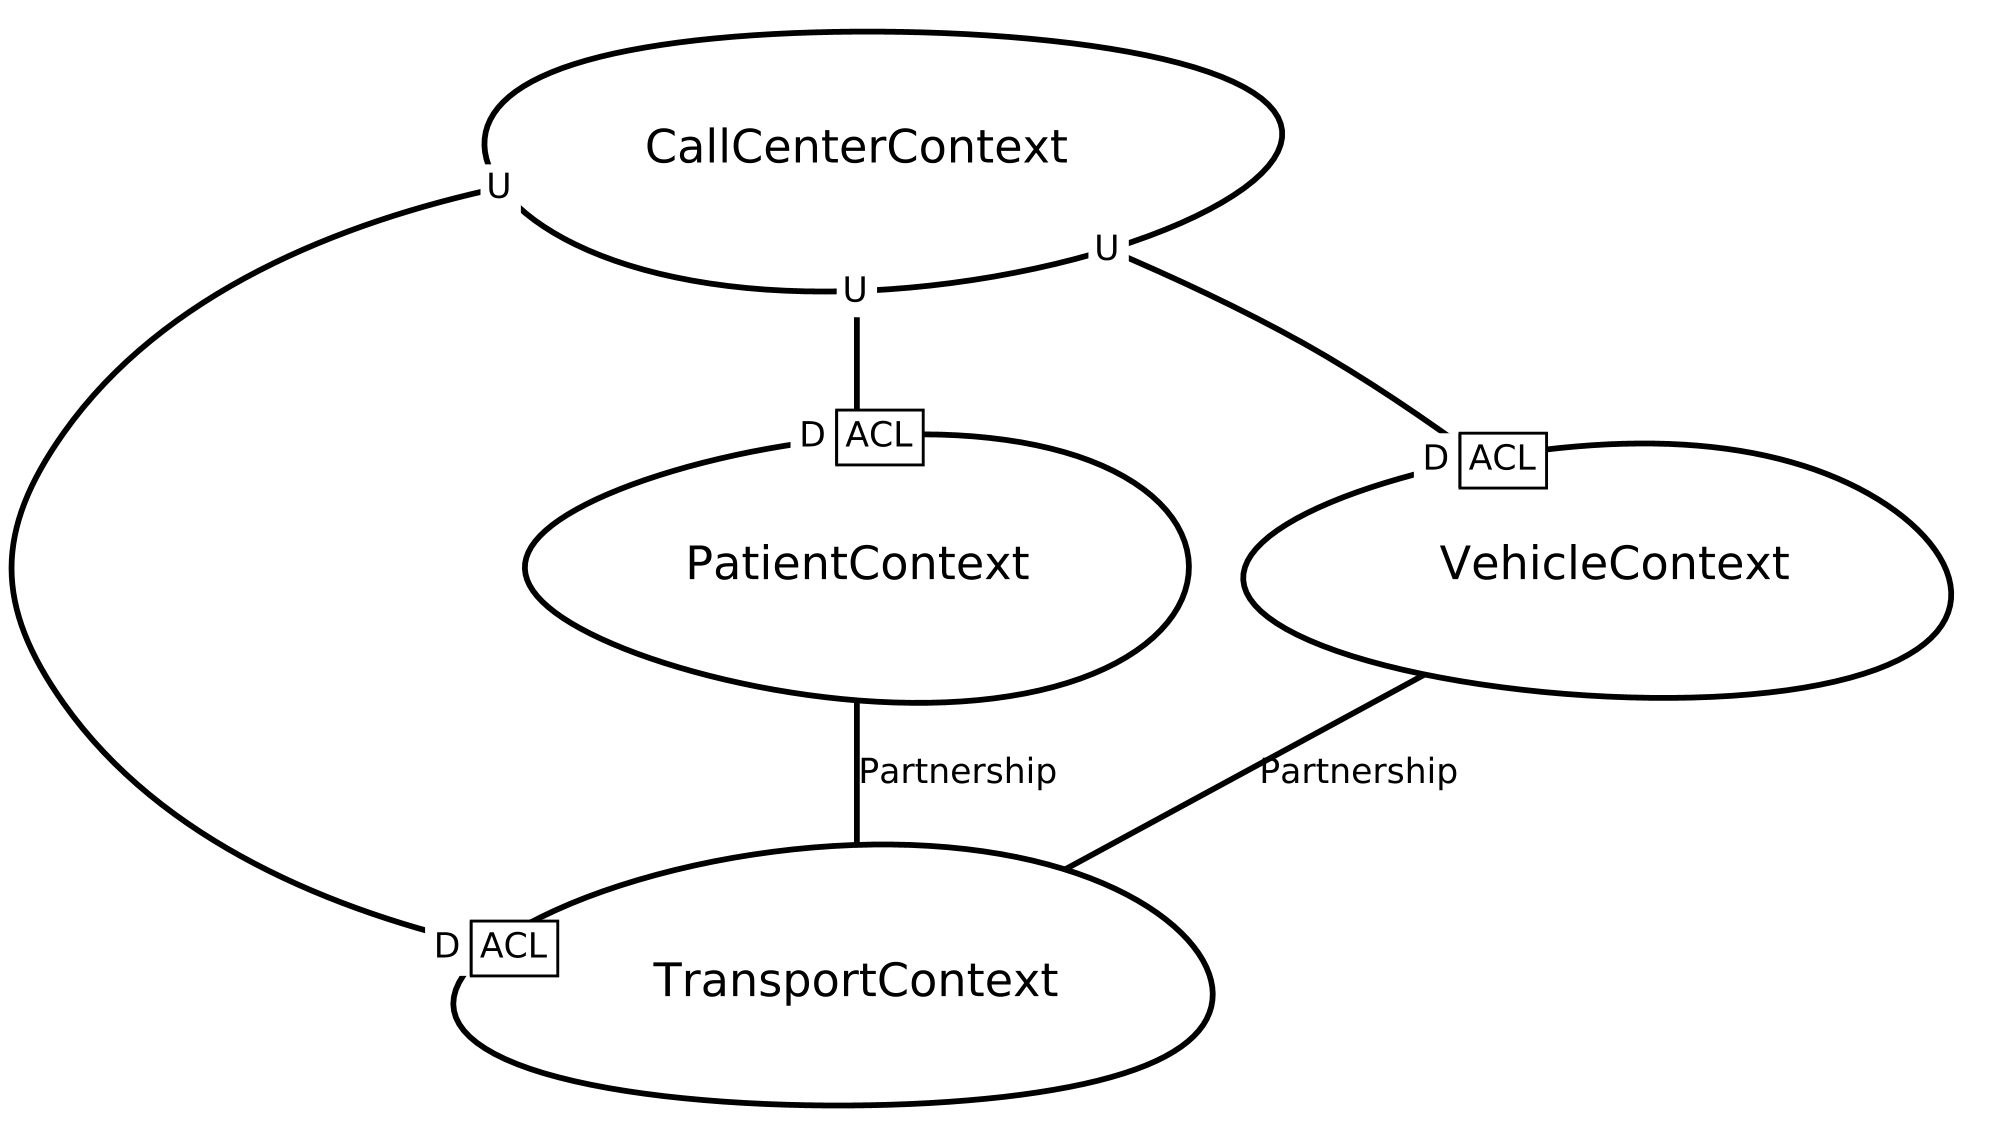 CallCenterContext
U
U
U
D ACL
D ACL
PatientContext
VehicleContext
Partnership
Partnership
D ACL
TransportContext